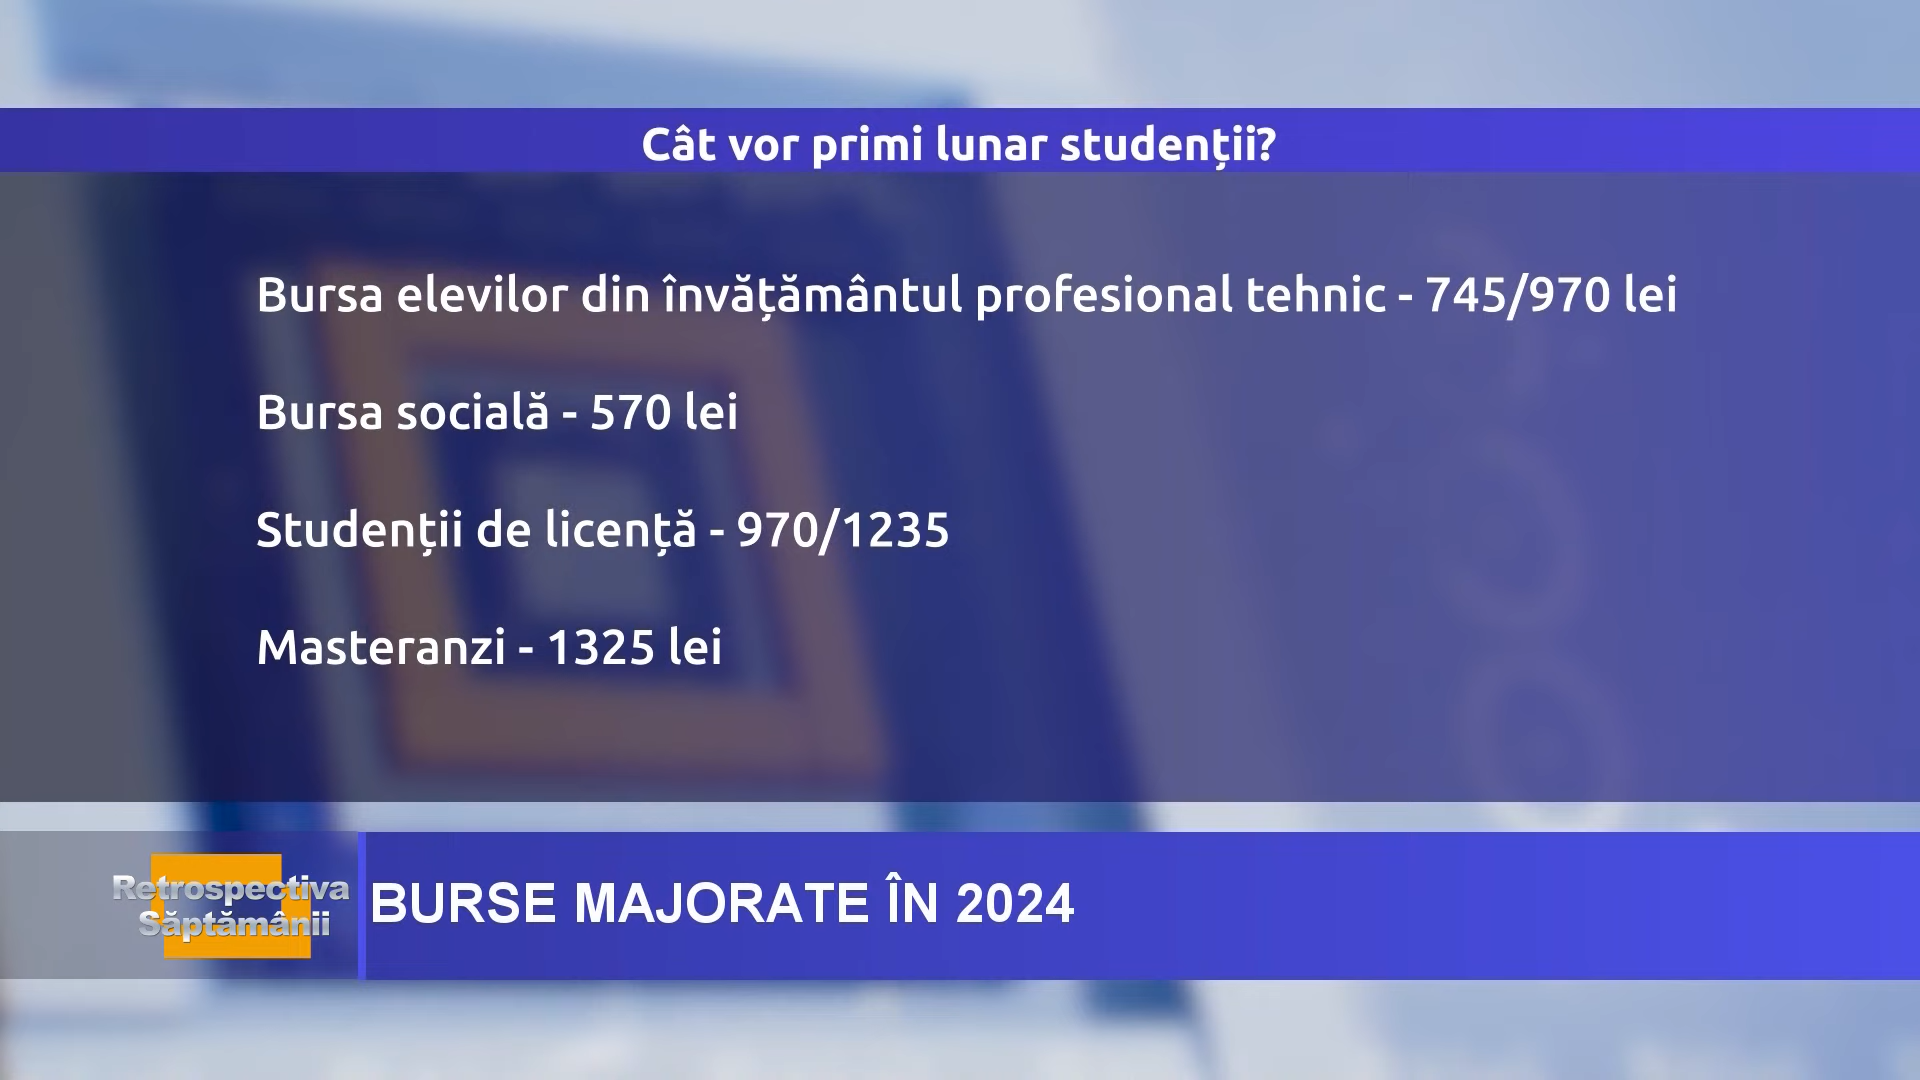 Cât vor primi lunar studenții?
Bursa elevilor din învățământul profesional tehnic - 745/970 lei
Bursa socială - 570 lei
Studenții de licență - 970/1235
Masteranzi - 1325 lei
Retrospectiva
Săptămânii
BURSE MAJORATE ÎN 2024